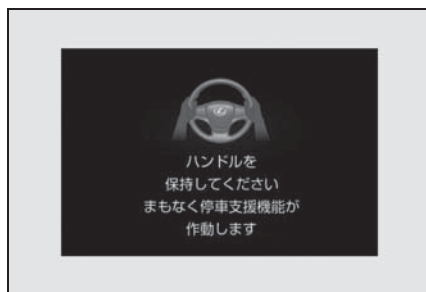 ハンドルを
保持してください
まもなく停車支援機能が
作動します